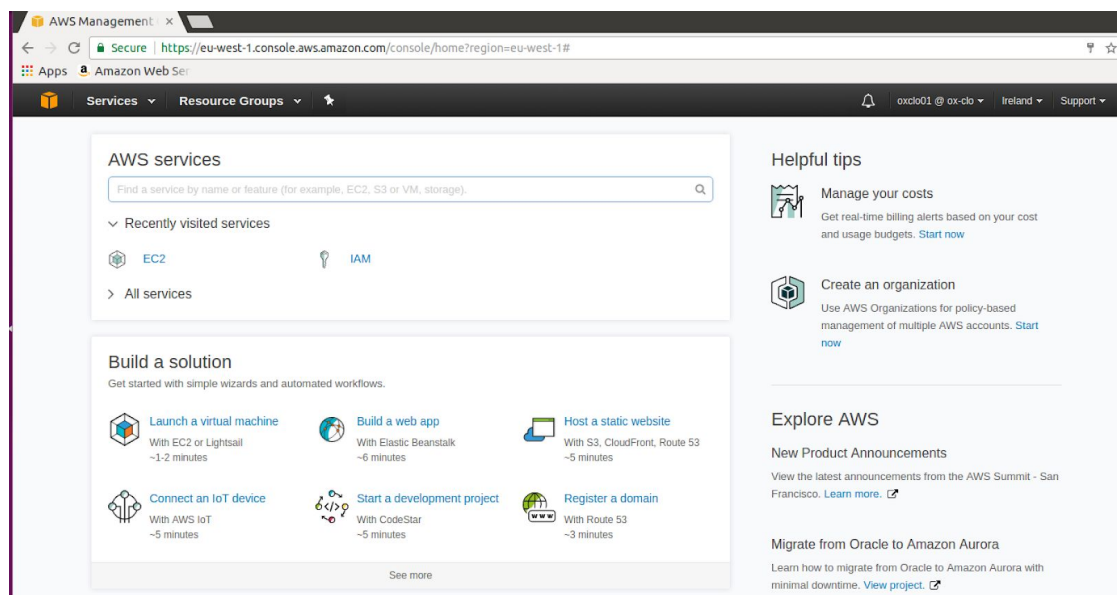 AWS Management
Secure https://eu-west-1.console.aws.amazon.com/console/home?region=eu-west-1#
Apps a Amazon Web Ser
Services Resource Groups oxclo01 @ ox-clo Ireland Support
AWS services
Find a service by name or feature (for example, EC2, S3 or VM, storage).
Recently visited services
EC2 IAM
All services
Build a solution
Get started with simple wizards and automated workflows.
Launch a virtual machine
With EC2 or Lightsail
~1-2 minutes
Build a web app
With Elastic Beanstalk
~6 minutes
Host a static website
With S3, CloudFront, Route 53
~5 minutes
Connect an IoT device
With AWS IoT
~5 minutes
Start a development project
With CodeStar
~5 minutes
WWW
Register a domain
With Route 53
~3 minutes
See more
Helpful tips
Manage your costs
Get real-time billing alerts based on your cost
and usage budgets. Start now
Create an organization
Use AWS Organizations for policy-based
management of multiple AWS accounts. Start
now
Explore AWS
New Product Announcements
View the latest announcements from the AWS Summit - San
Francisco. Learn more.
Migrate from Oracle to Amazon Aurora
Learn how to migrate from Oracle to Amazon Aurora with
minimal downtime. View project.